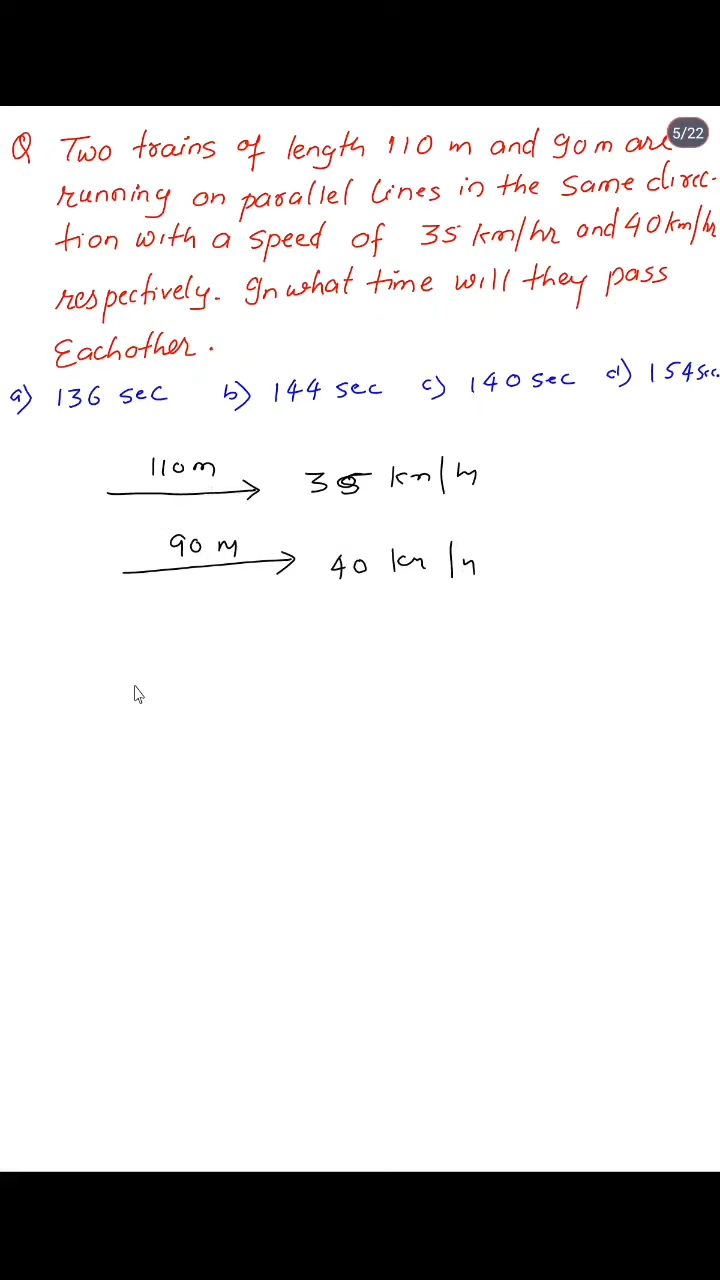 5/22
Q Two trains of length 110 m and 90 m are
running on parallel lines in the same direc-
tion with a speed of 35 km/hr and 40 km/hr
respectively. In what time will they pass
Eachother.
a) 136 sec b) 144 sec c) 140 sec d) 154 sec.
110 m 35 km/h
90 m 40 km/h